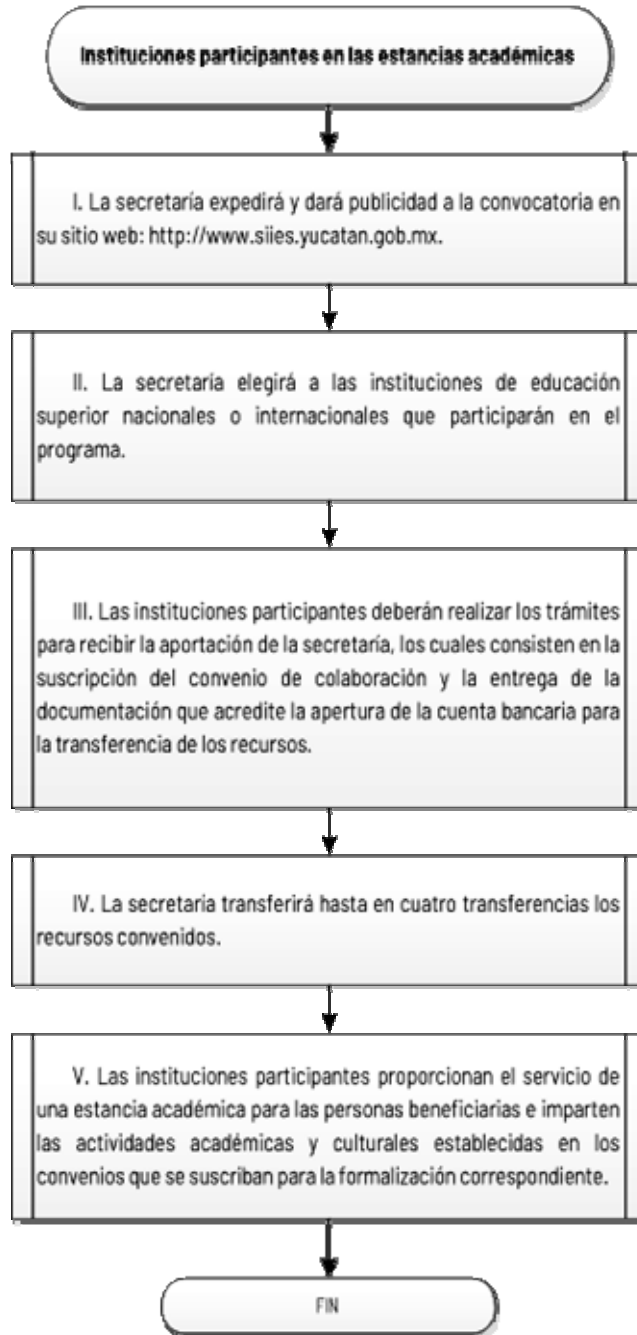 Instituciones participantes en las estancias académicas
I. La secretaría expedirá y dará publicidad a la convocatoria en
su sitio web: http://www.siies.yucatan.gob.mx.
II. La secretaría elegirá a las instituciones de educación
superior nacionales o internacionales que participarán en el
programa.
III. Las instituciones participantes deberán realizar los trámites
para recibir la aportación de la secretaría, los cuales consisten en la
suscripción del convenio de colaboración y la entrega de la
documentación que acredite la apertura de la cuenta bancaria para
la transferencia de los recursos.
IV. La secretaria transferirá hasta en cuatro transferencias los
recursos convenidos.
V. Las instituciones participantes proporcionan el servicio de
una estancia académica para las personas beneficiarias e imparten
las actividades académicas y culturales establecidas en los
convenios que se suscriban para la formalización correspondiente.
FIN